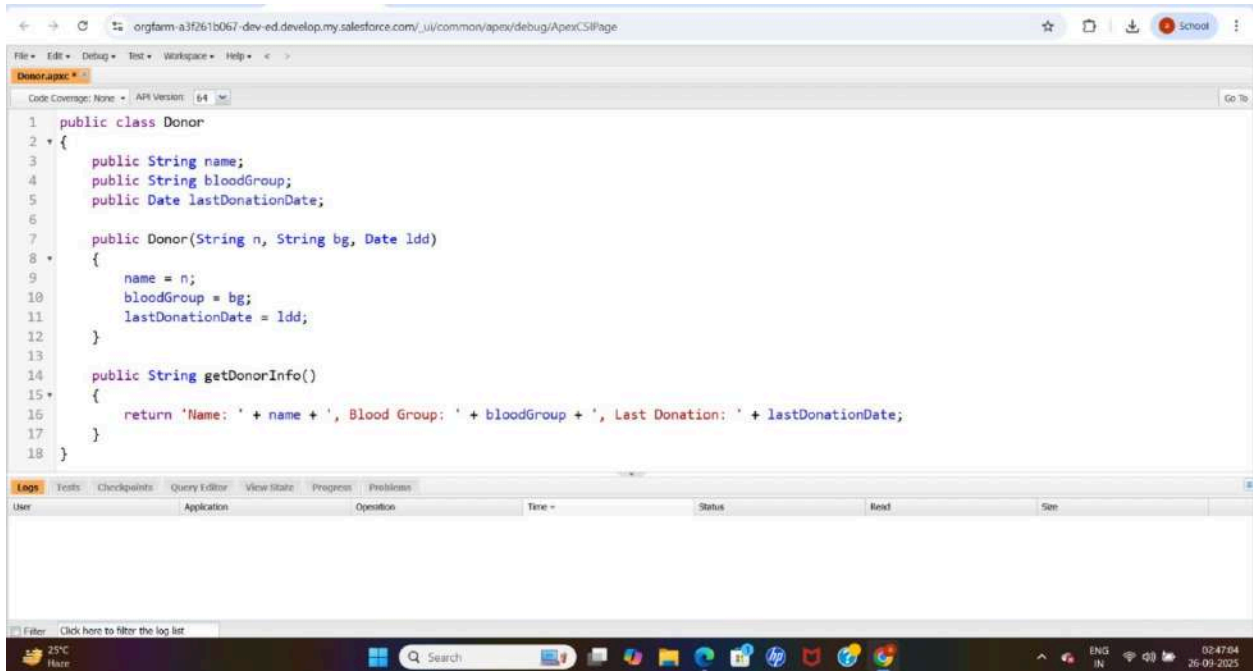 orgfarm-a3f261b067-dev-ed.develop.my.salesforce.com/_ui/common/apex/debug/ApexCSIPage
School
File Edit Debug Test Workspace Help < >
Donor.apxc *
Code Coverage: None API Version: 64
Go To
1 public class Donor
2 {
3 public String name;
4 public String bloodGroup;
5 public Date lastDonationDate;
6
7 public Donor(String n, String bg, Date ldd)
8 {
9 name = n;
10 bloodGroup = bg;
11 lastDonationDate = ldd;
12 }
13
14 public String getDonorInfo()
15 {
16 return 'Name: ' + name + ', Blood Group: ' + bloodGroup + ', Last Donation: ' + lastDonationDate;
17 }
18 }
Logs Tests Checkpoints Query Editor View State Progress Problems
User Application Operation Time Status Read Size
Filter Click here to filter the log list
25°C
Haze
Search
ENG
IN
02:47:04
26-09-2025